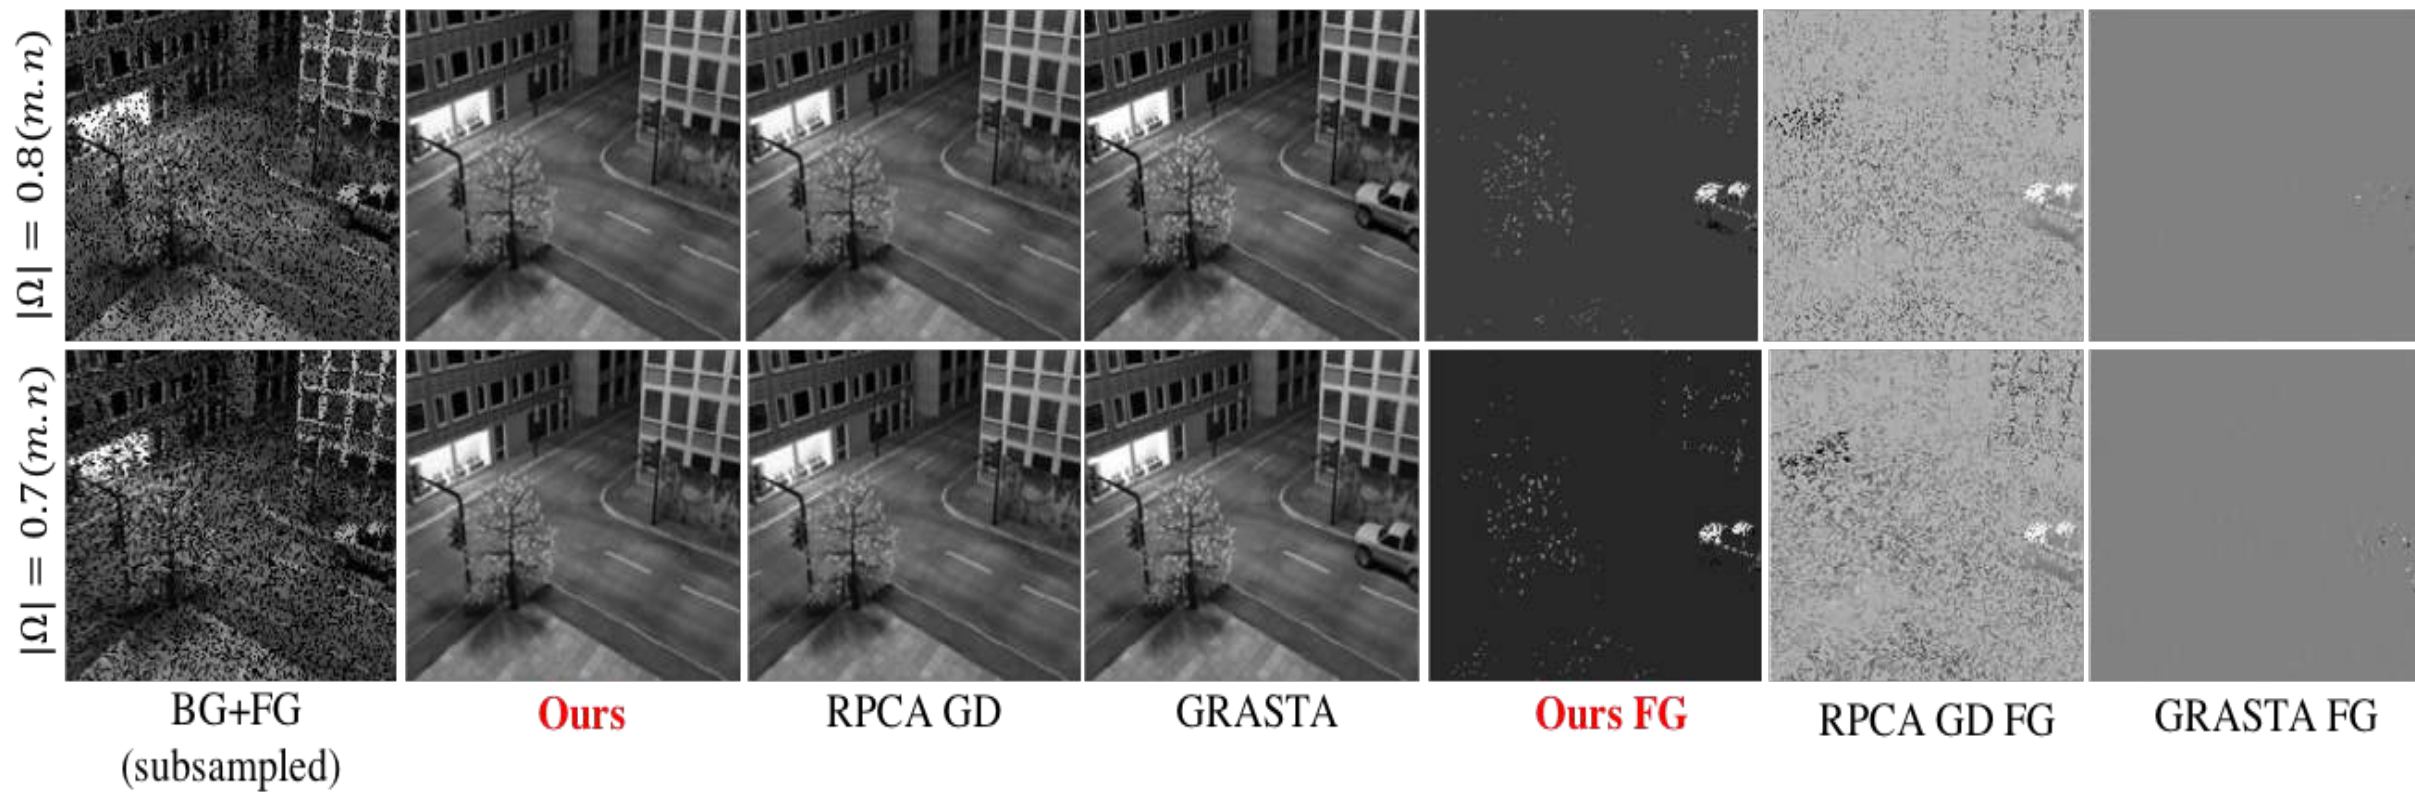 |Ω| = 0.8(m.n)
|Ω| = 0.7(m.n)
BG+FG Ours RPCA GD GRASTA Ours FG RPCA GD FG GRASTA FG
(subsampled)